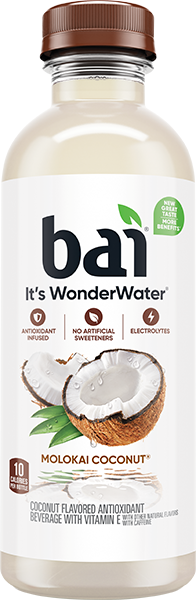 NEW
GREAT
TASTE
MORE
BENEFITS
bai®
It's WonderWater®
ANTIOXIDANT
INFUSED
NO ARTIFICIAL
SWEETENERS
ELECTROLYTES
MOLOKAI COCONUT®
10
CALORIES
PER BOTTLE
COCONUT FLAVORED ANTIOXIDANT
BEVERAGE WITH VITAMIN E WITH OTHER NATURAL FLAVORS
WITH CAFFEINE